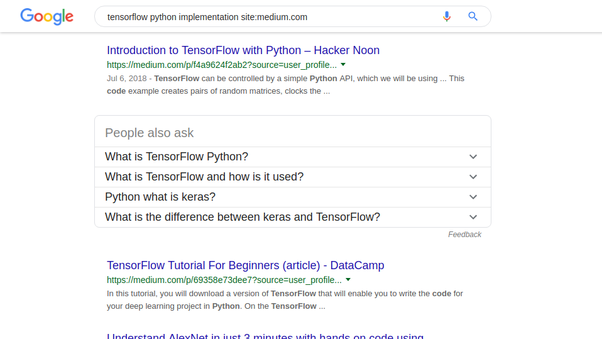 Google
tensorflow python implementation site:medium.com
Introduction to TensorFlow with Python – Hacker Noon
https://medium.com/p/f4a9624f2ab2?source=user_profile...
Jul 6, 2018 - TensorFlow can be controlled by a simple Python API, which we will be using ... This
code example creates pairs of random matrices, clocks the ...
People also ask
What is TensorFlow Python?
What is TensorFlow and how is it used?
Python what is keras?
What is the difference between keras and TensorFlow?
Feedback
TensorFlow Tutorial For Beginners (article) - DataCamp
https://medium.com/p/69358e73dee7?source=user_profile...
In this tutorial, you will download a version of TensorFlow that will enable you to write the code for
your deep learning project in Python. On the TensorFlow ...
Understand AlexNet in just 3 minutes with hands on code using